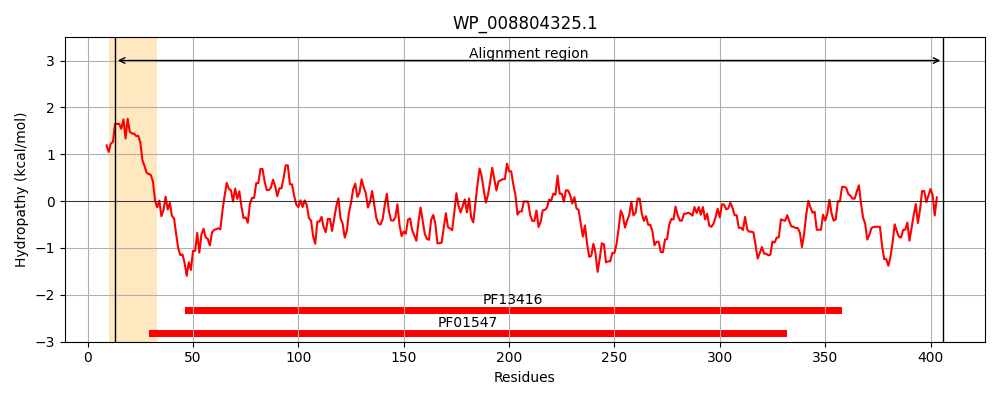 WP_008804325.1
Alignment region
Hydropathy (kcal/mol)
3
2
1
0
−1
−2
−3
PF13416
PF01547
0 50 100 150 200 250 300 350 400
Residues